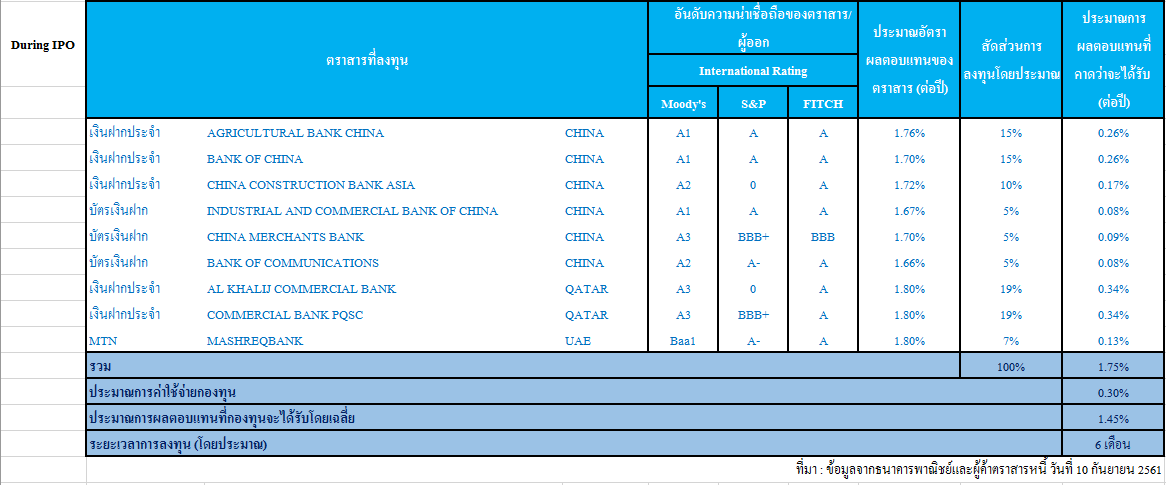 During IPO
ตราสารที่ลงทุน
อันดับความน่าเชื่อถือของตราสาร/
ผู้ออก
International Rating
Moody's S&P FITCH
ประมาณอัตรา
ผลตอบแทนของ
ตราสาร (ต่อปี)
สัดส่วนการ
ลงทุนโดยประมาณ
ประมาณการ
ผลตอบแทนที่
คาดว่าจะได้รับ
(ต่อปี)
เงินฝากประจำ AGRICULTURAL BANK CHINA CHINA A1 A A 1.76% 15% 0.26%
เงินฝากประจำ BANK OF CHINA CHINA A1 A A 1.70% 15% 0.26%
เงินฝากประจำ CHINA CONSTRUCTION BANK ASIA CHINA A2 0 A 1.72% 10% 0.17%
บัตรเงินฝาก INDUSTRIAL AND COMMERCIAL BANK OF CHINA CHINA A1 A A 1.67% 5% 0.08%
บัตรเงินฝาก CHINA MERCHANTS BANK CHINA A3 BBB+ BBB 1.70% 5% 0.09%
บัตรเงินฝาก BANK OF COMMUNICATIONS CHINA A2 A- A 1.66% 5% 0.08%
เงินฝากประจำ AL KHALIJ COMMERCIAL BANK QATAR A3 0 A 1.80% 19% 0.34%
เงินฝากประจำ COMMERCIAL BANK PQSC QATAR A3 BBB+ A 1.80% 19% 0.34%
MTN MASHREQBANK UAE Baa1 A- A 1.80% 7% 0.13%
รวม 100% 1.75%
ประมาณการค่าใช้จ่ายกองทุน 0.30%
ประมาณการผลตอบแทนที่กองทุนจะได้รับโดยเฉลี่ย 1.45%
ระยะเวลาการลงทุน (โดยประมาณ) 6 เดือน
ที่มา : ข้อมูลจากธนาคารพาณิชย์และผู้ค้าตราสารหนี้ วันที่ 10 กันยายน 2561